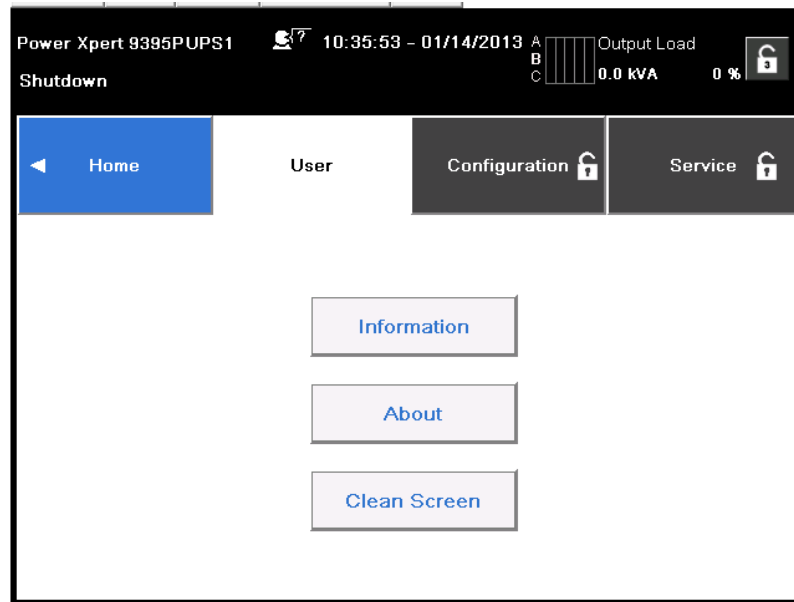 Power Xpert 9395PUPS1 ? 10:35:53 - 01/14/2013 A Output Load
B
C 0.0 kVA 0 % 3
Shutdown
Home User Configuration Service
Information
About
Clean Screen